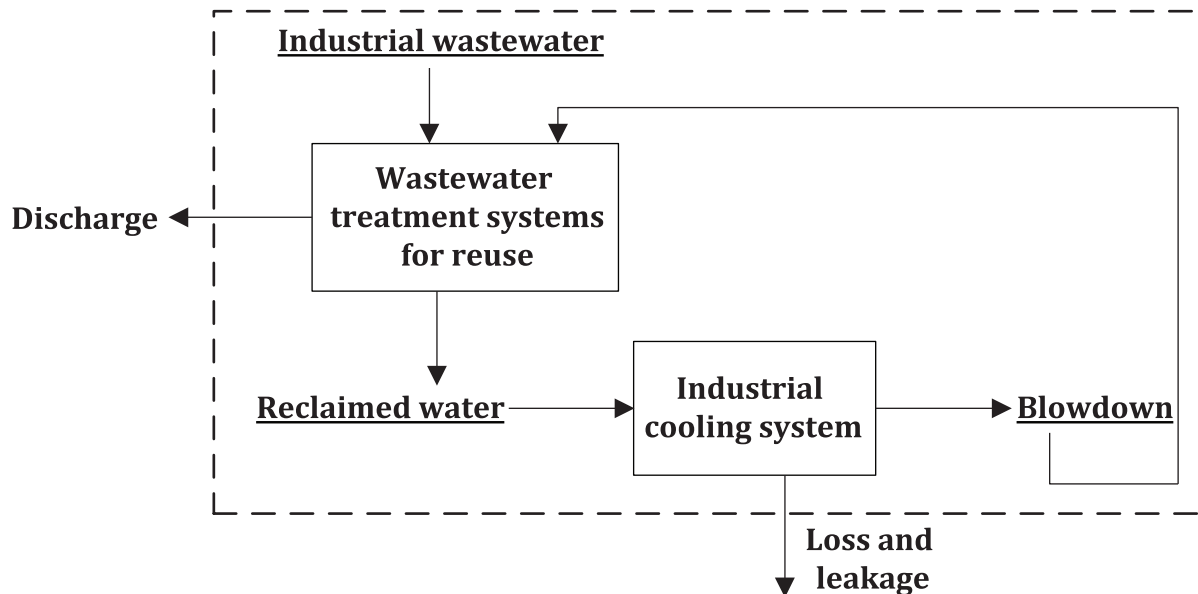 Industrial wastewater
Wastewater
treatment systems
for reuse
Discharge
Reclaimed water
Industrial
cooling system
Blowdown
Loss and
leakage